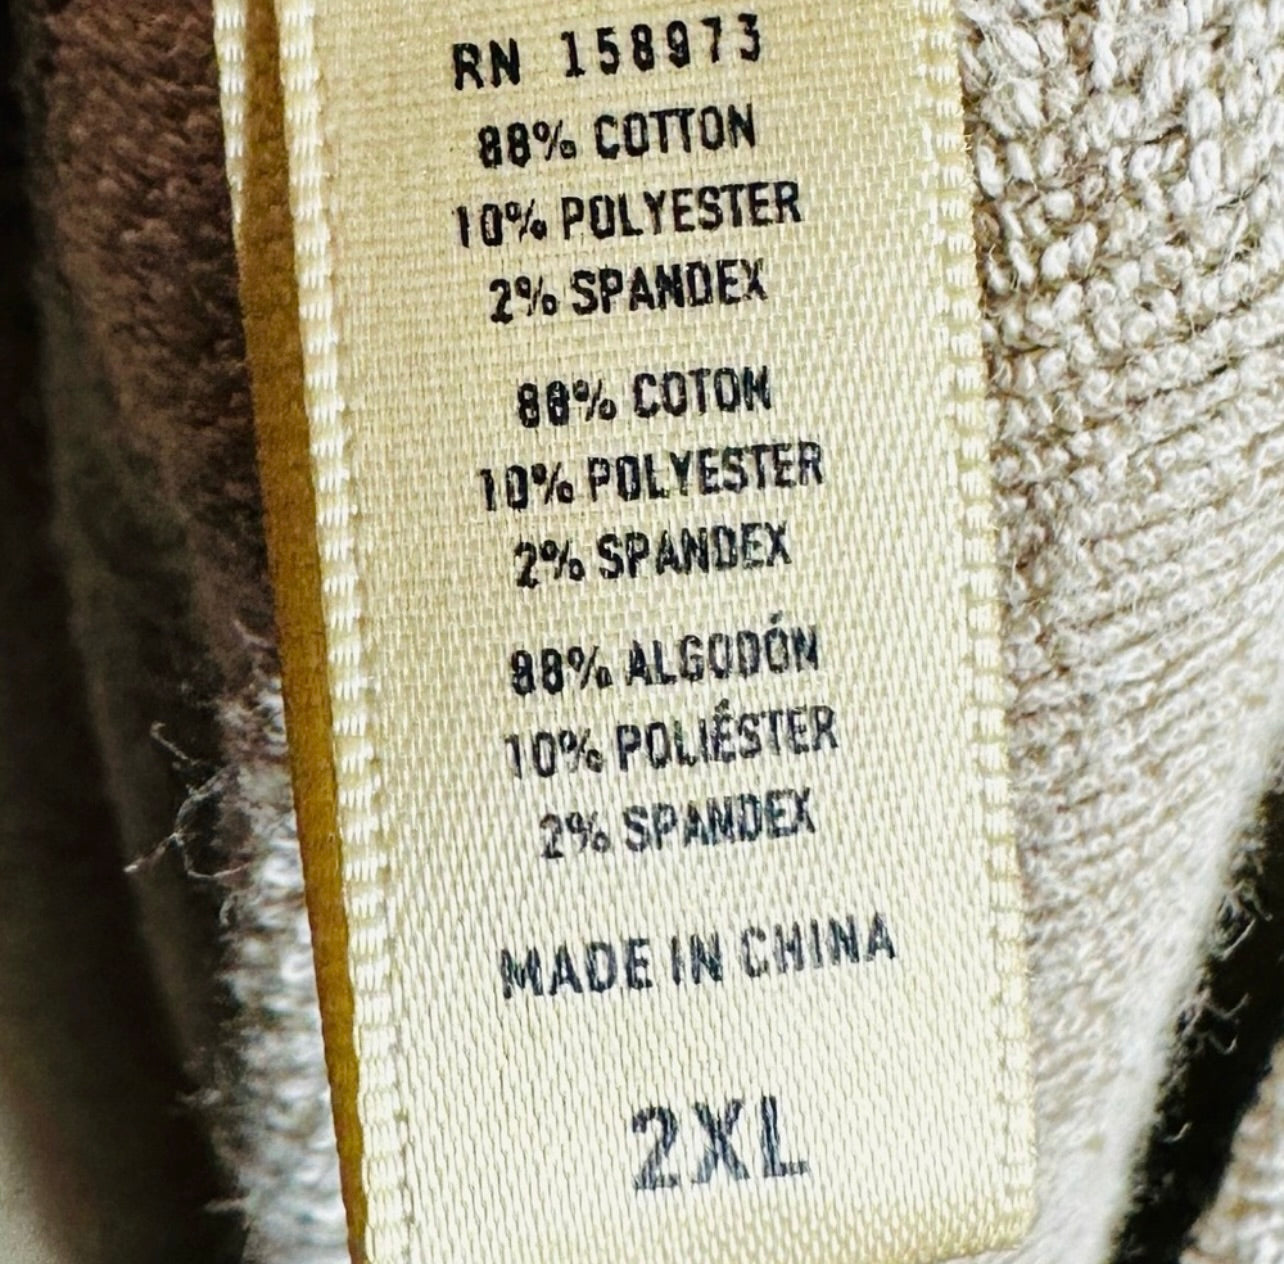 RN 158973
88% COTTON
10% POLYESTER
2% SPANDEX
88% COTON
10% POLYESTER
2% SPANDEX
88% ALGODÓN
10% POLIÉSTER
2% SPANDEX
MADE IN CHINA
2XL